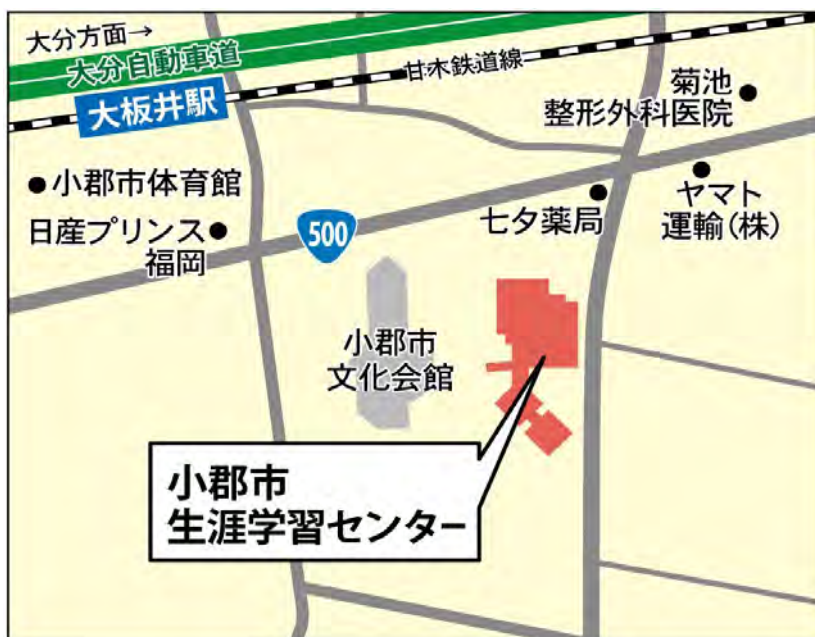 大分方面→
大分自動車道
甘木鉄道線
大板井駅
菊池
整形外科医院
小郡市体育館
日産プリンス
福岡
500
七夕薬局
ヤマト
運輸(株)
小郡市
文化会館
小郡市
生涯学習センター